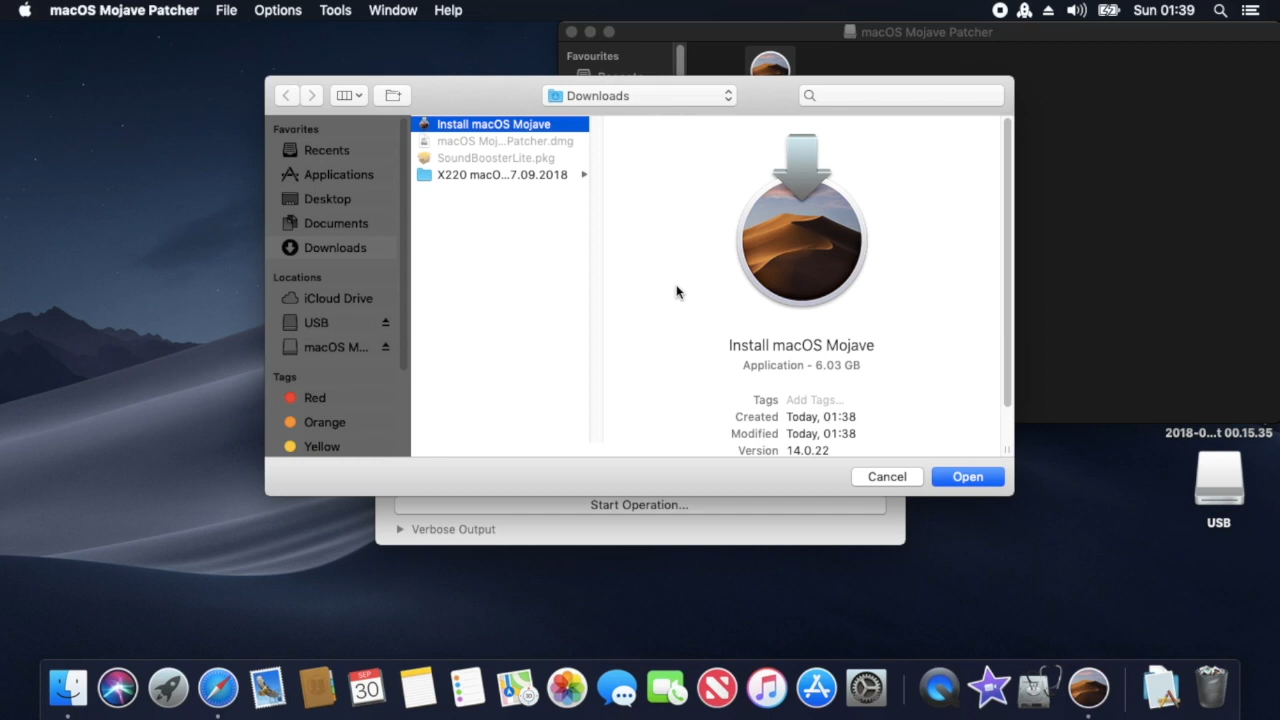 macOS Mojave Patcher File Options Tools Window Help Sun 01:39
macOS Mojave Patcher
Favourites
Downloads
Favorites
Recents
Applications
Desktop
Documents
Downloads
Locations
iCloud Drive
USB
macOS M...
Tags
Red
Orange
Yellow
Install macOS Mojave
macOS Moj...Patcher.dmg
SoundBoosterLite.pkg
X220 macO...7.09.2018
Install macOS Mojave
Application - 6.03 GB
Tags Add Tags...
Created Today, 01:38
Modified Today, 01:38
Version 14.0.22
Cancel Open
Start Operation...
Verbose Output
2018-0...t 00.15.35
USB
SEP
30